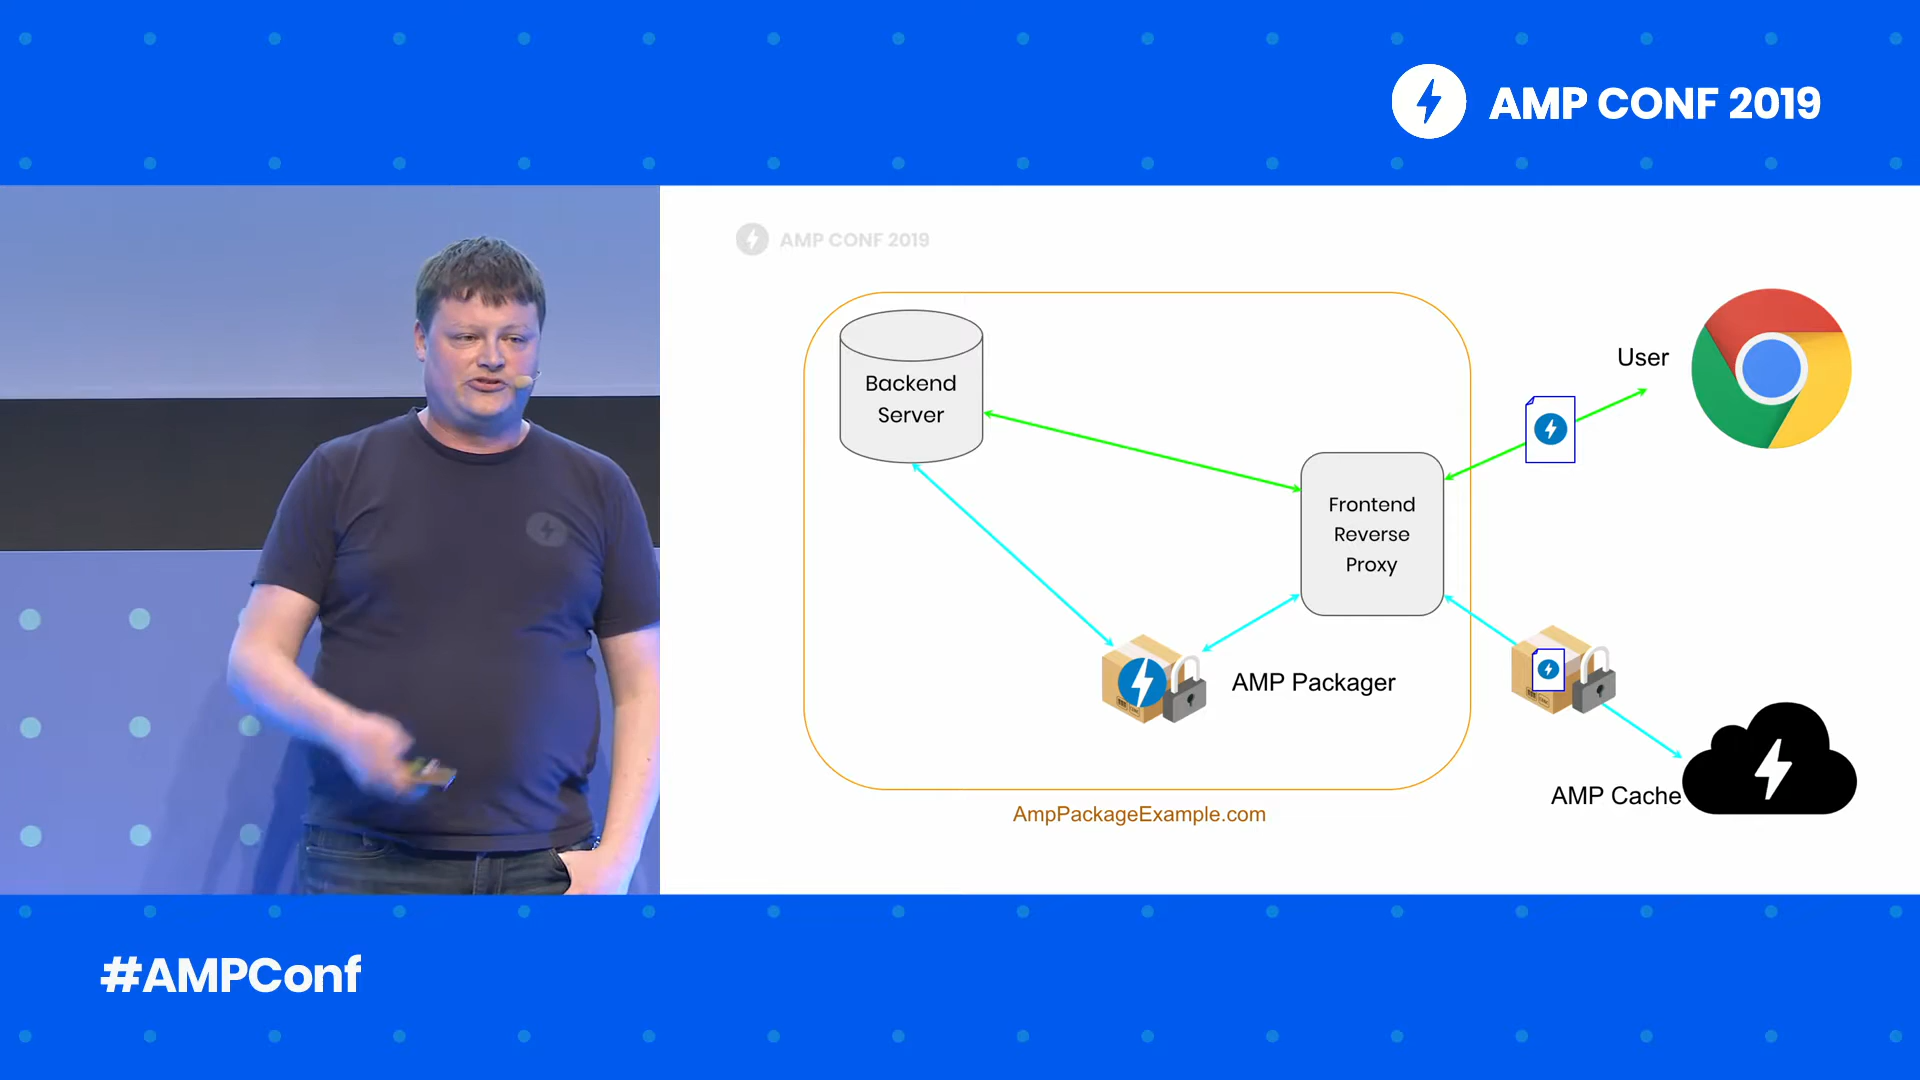 AMP CONF 2019
AMP CONF 2019
User
Backend
Server
Frontend
Reverse
Proxy
AMP Packager
AMP Cache
AmpPackageExample.com
#AMPConf